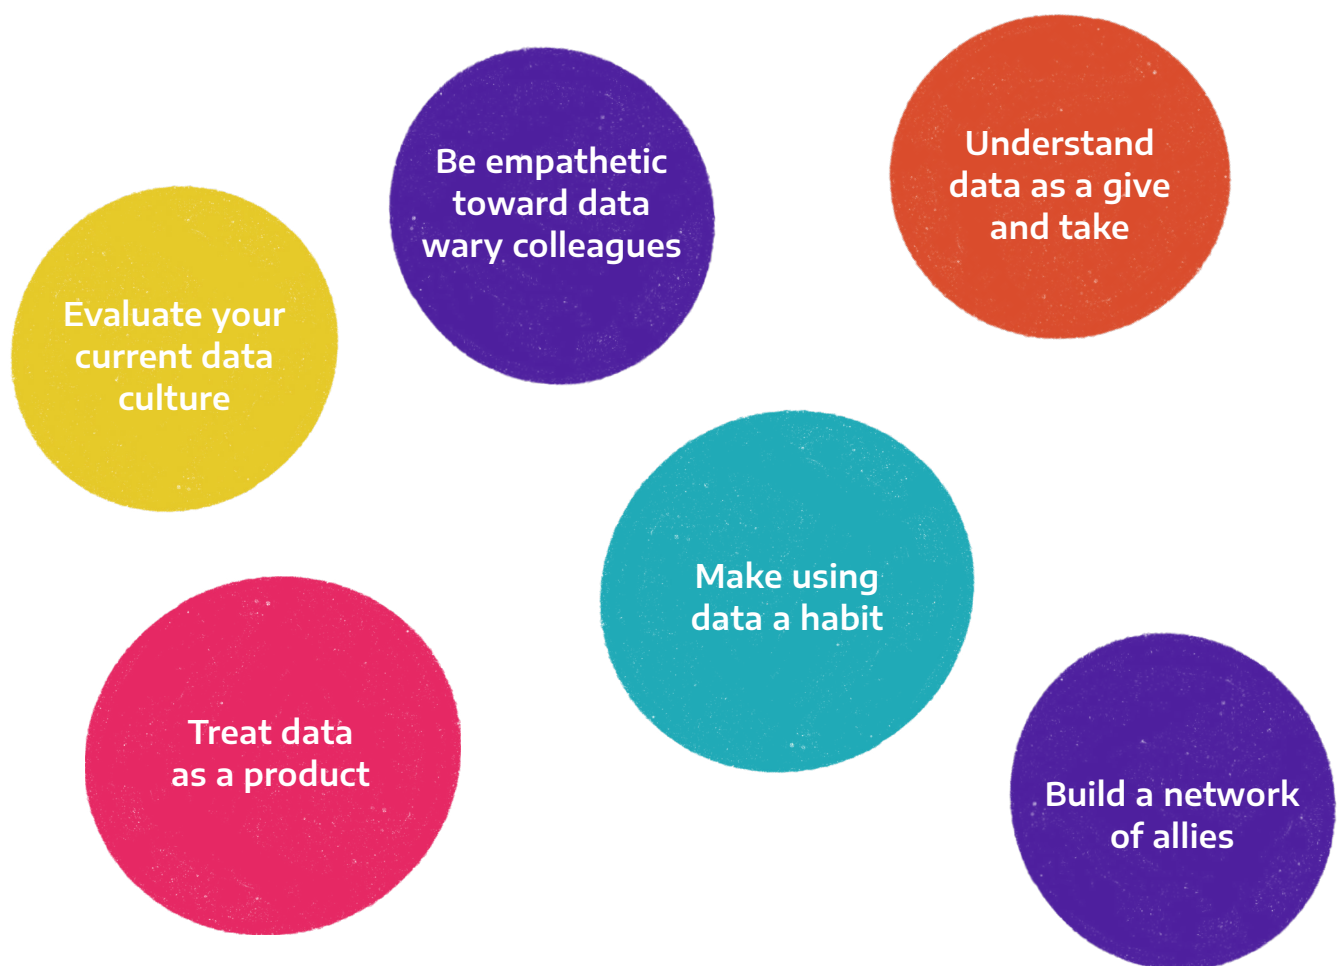 Evaluate your
current data
culture
Be empathetic
toward data
wary colleagues
Understand
data as a give
and take
Treat data
as a product
Make using
data a habit
Build a network
of allies